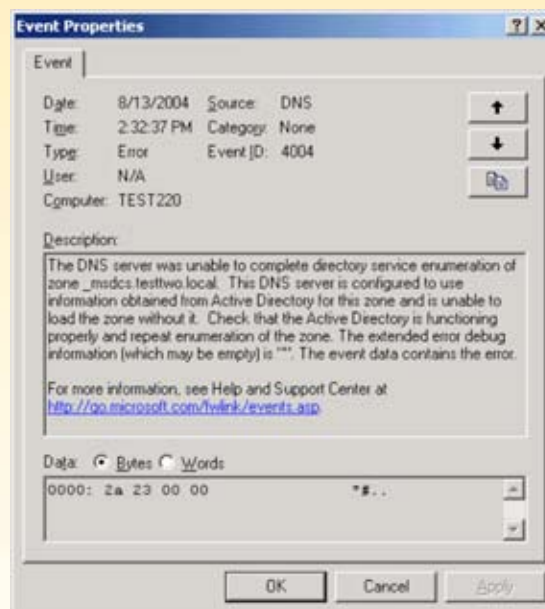 Event Properties
Event
Date: 8/13/2004 Source: DNS
Time: 2:32:37 PM Category: None
Type: Error Event ID: 4004
User: N/A
Computer: TEST220
Description:
The DNS server was unable to complete directory service enumeration of
zone _msdcs.testtwo.local. This DNS server is configured to use
information obtained from Active Directory for this zone and is unable to
load the zone without it. Check that the Active Directory is functioning
properly and repeat enumeration of the zone. The extended error debug
information (which may be empty) is "". The event data contains the error.
For more information, see Help and Support Center at
http://go.microsoft.com/fwlink/events.asp.
Data: Bytes Words
0000: 2a 23 00 00 *#..
OK Cancel Apply